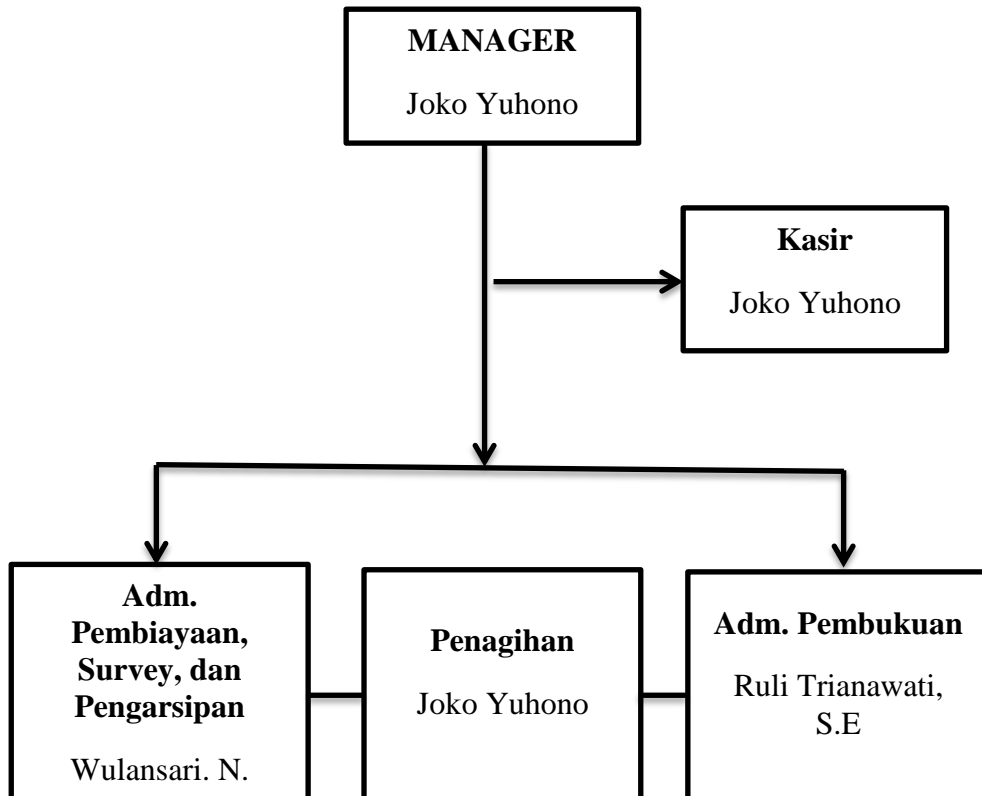 MANAGER
Joko Yuhono
Kasir
Joko Yuhono
Adm.
Pembiayaan,
Survey, dan
Pengarsipan
Wulansari. N.
Penagihan
Joko Yuhono
Adm. Pembukuan
Ruli Trianawati,
S.E